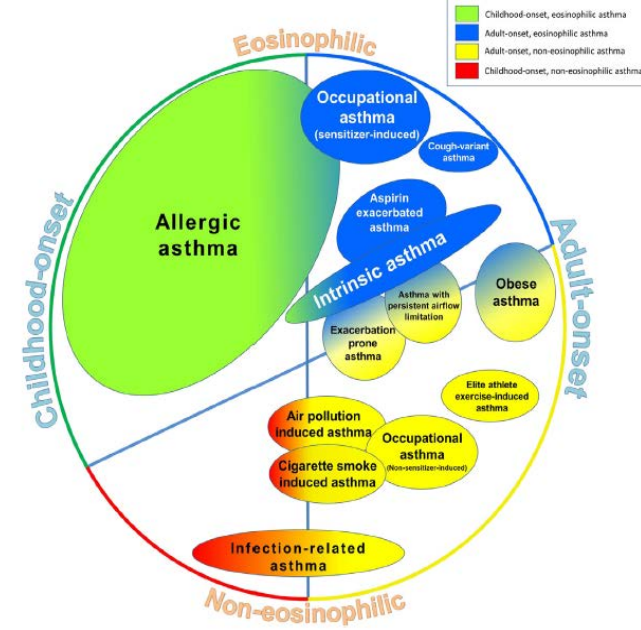 Childhood-onset, eosinophilic asthma
Adult-onset, eosinophilic asthma
Adult-onset, non-eosinophilic asthma
Childhood-onset, non-eosinophilic asthma
Eosinophilic
Childhood-onset
Adult-onset
Non-eosinophilic
Allergic
asthma
Occupational
asthma
(sensitizer-induced)
Cough-variant
asthma
Aspirin
exacerbated
asthma
Intrinsic asthma
Asthma with
persistent airflow
limitation
Obese
asthma
Exacerbation
prone
asthma
Elite athlete
exercise-induced
asthma
Air pollution
induced asthma
Occupational
asthma
(Non-sensitizer-induced)
Cigarette smoke
induced asthma
Infection-related
asthma